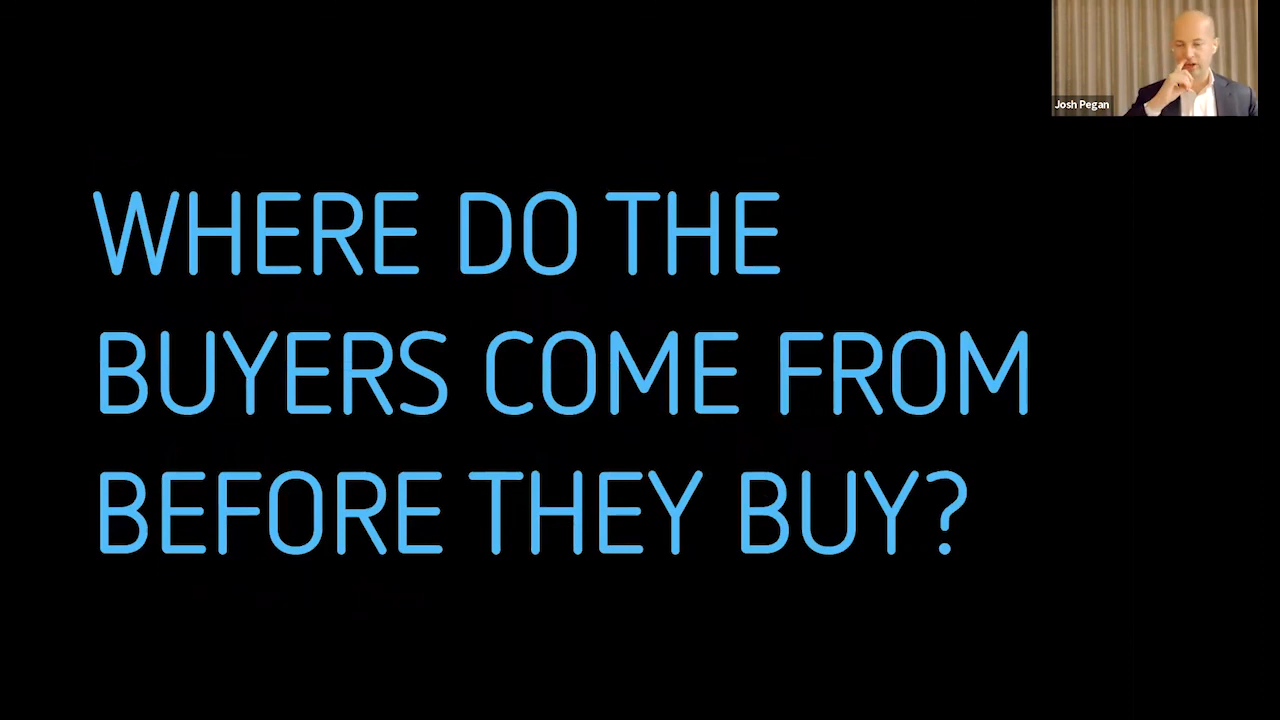 Josh Pegan
WHERE DO THE
BUYERS COME FROM
BEFORE THEY BUY?